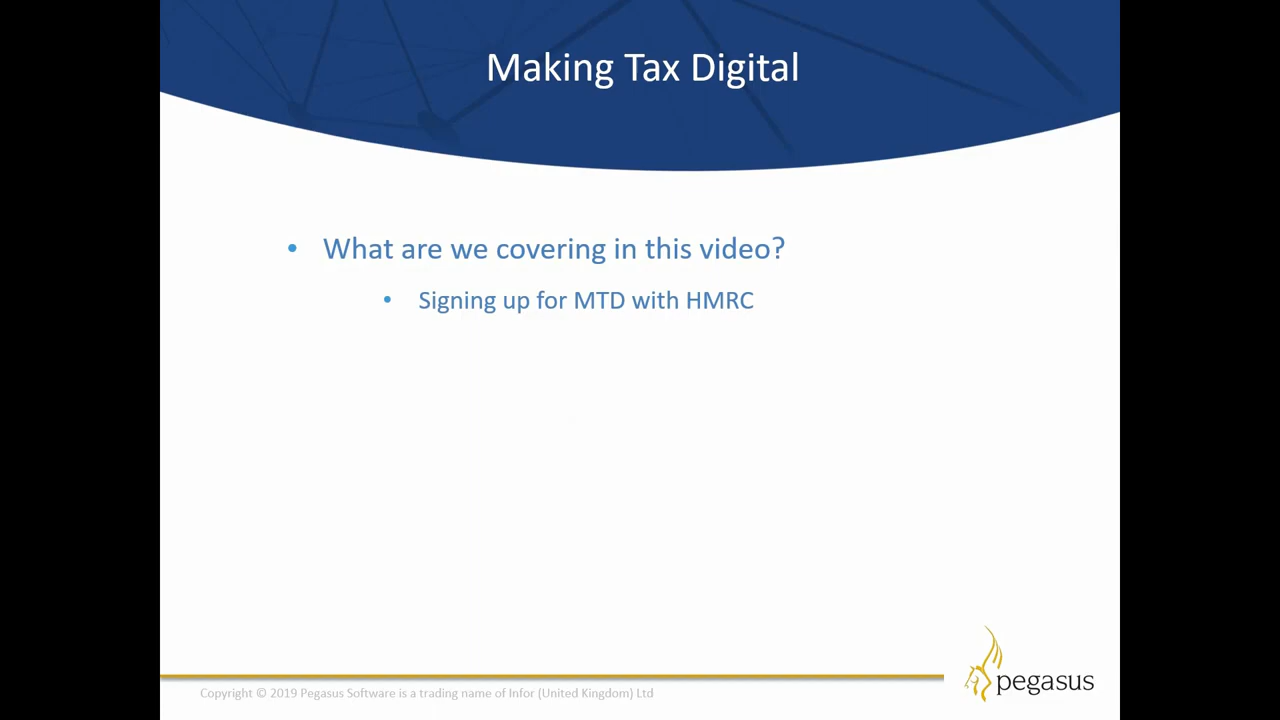 Making Tax Digital
• What are we covering in this video?
• Signing up for MTD with HMRC
Copyright © 2019 Pegasus Software is a trading name of Infor (United Kingdom) Ltd
pegasus